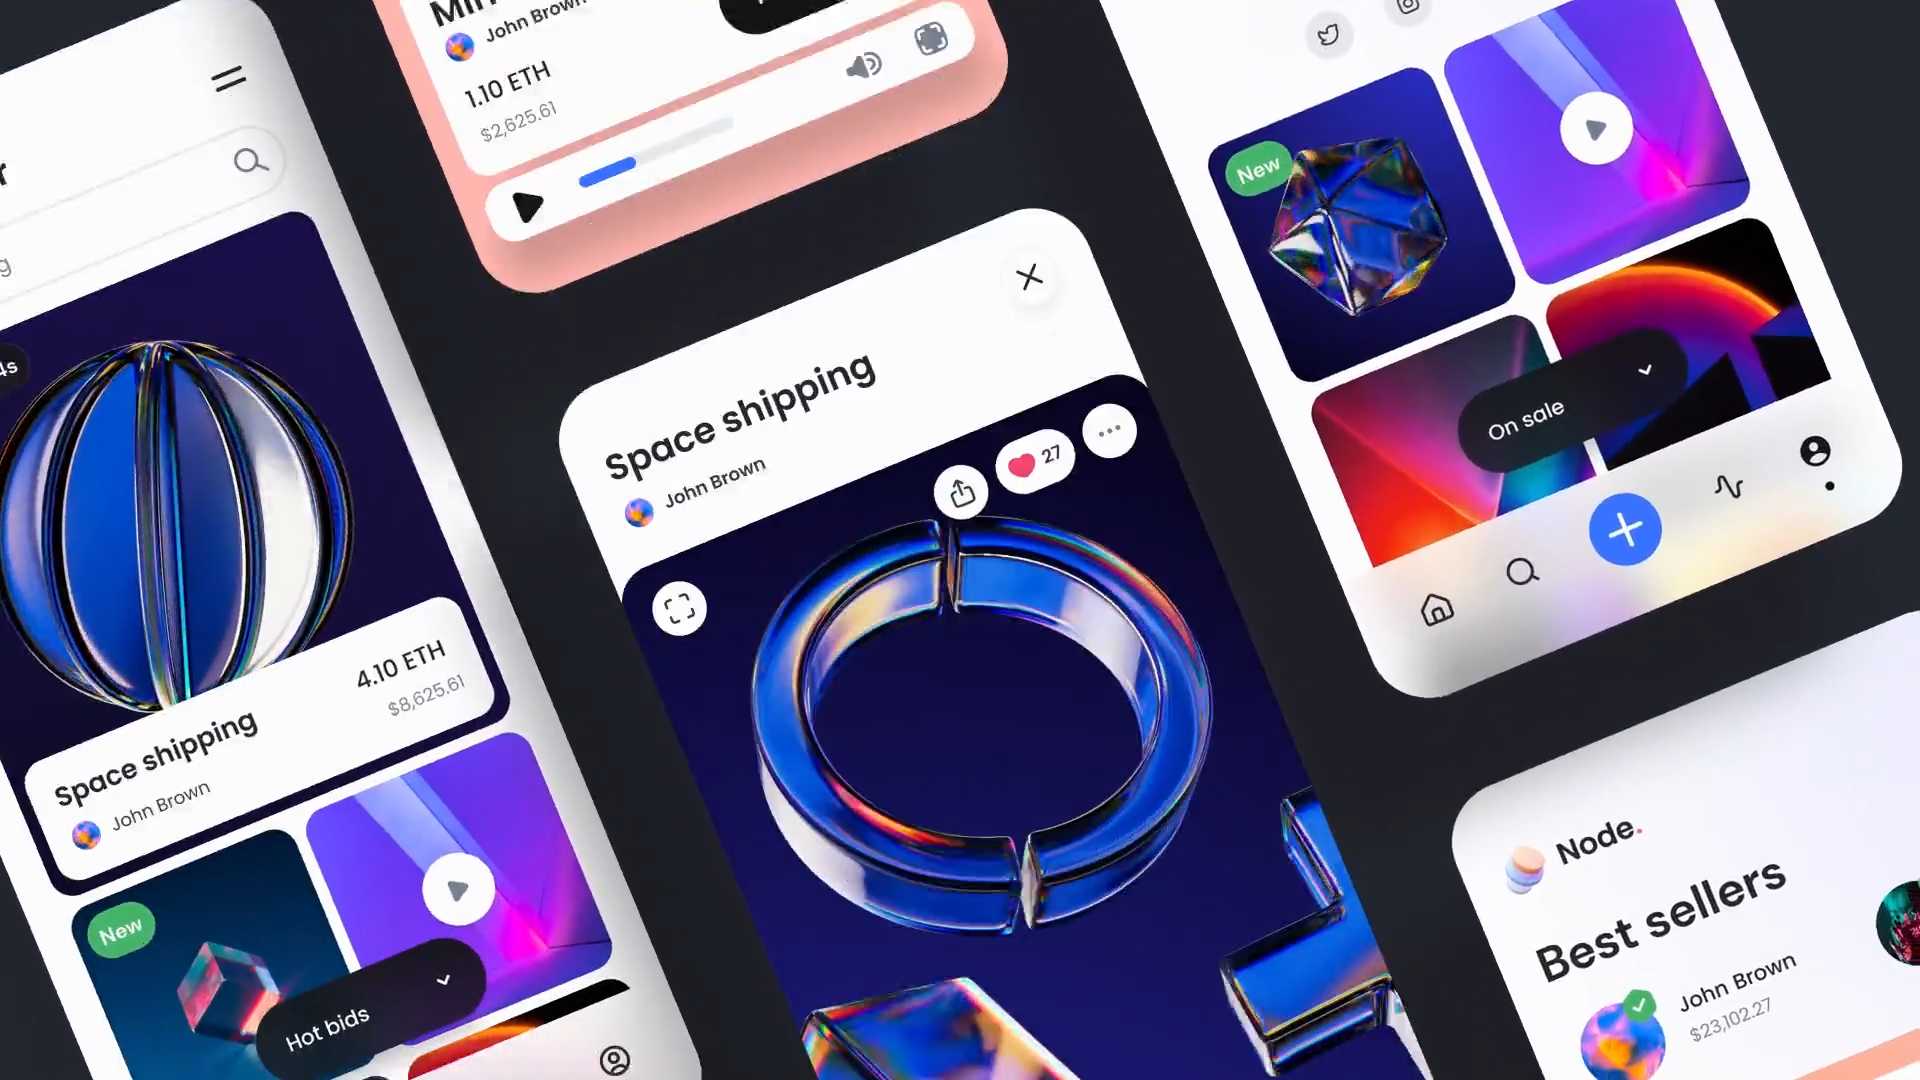 4s
4.10 ETH
$8,625.61
Space shipping
John Brown
New
Hot bids
John Brown
1.10 ETH
$2,625.61
Space shipping
John Brown
27
New
On sale
Node.
Best sellers
John Brown
$23,102.27